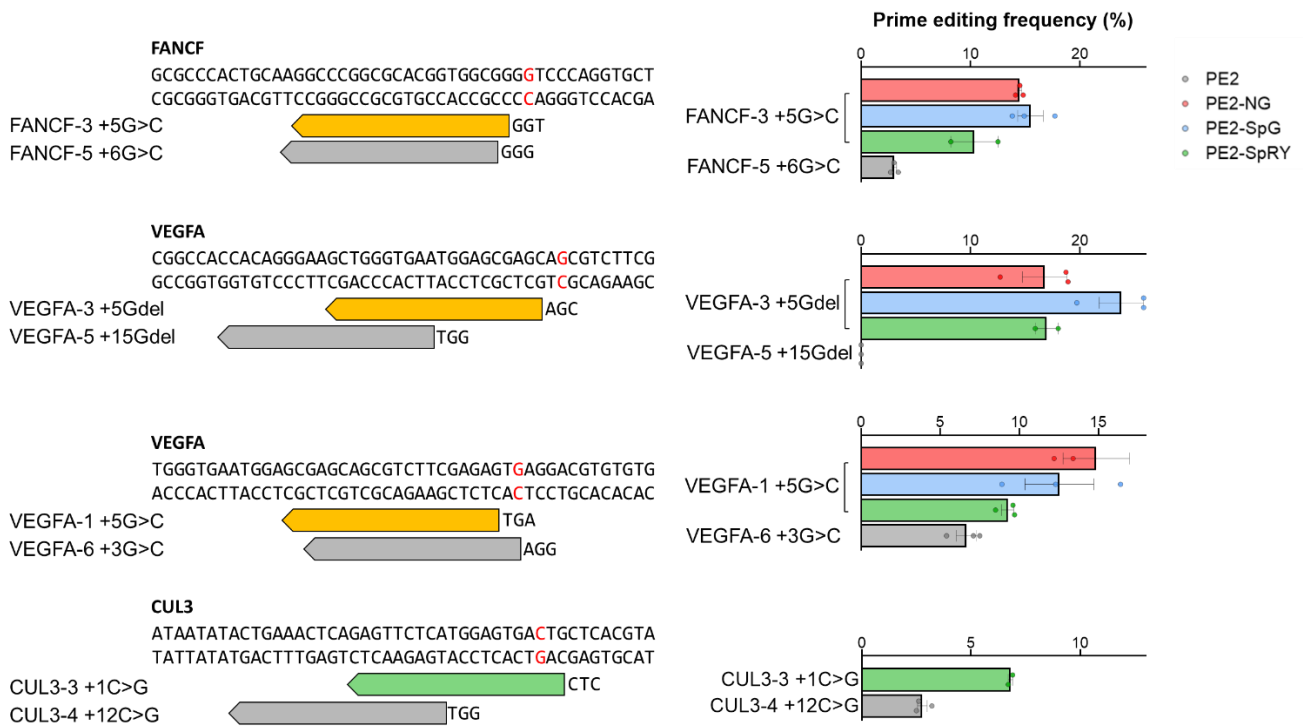 Prime editing frequency (%)
FANCF
GCGCCCACTGCAAGGCCCGGCGCACGGTGGCGGGGTCCCAGGTGCT
CGCGGGTGACGTTCCGGGCCGCGTGCCACCGCCCCAGGGTCCACGA
FANCF-3 +5G>C
GGT
FANCF-5 +6G>C
GGG
0 10 20
FANCF-3 +5G>C
FANCF-5 +6G>C
PE2
PE2-NG
PE2-SpG
PE2-SpRY
VEGFA
CGGCCACCACAGGGAAGCTGGGTGAATGGAGCGAGCAGCGTCTTCG
GCCGGTGGTGTCCCTTCGACCCACTTACCTCGCTCGTCGCAGAAGC
VEGFA-3 +5Gdel
AGC
VEGFA-5 +15Gdel
TGG
0 10 20
VEGFA-3 +5Gdel
VEGFA-5 +15Gdel
VEGFA
TGGGTGAATGGAGCGAGCAGCGTCTTCGAGAGTGAGGACGTGTGTG
ACCCACTTACCTCGCTCGTCGCAGAAGCTCTCACTCCTGCACACAC
VEGFA-1 +5G>C
TGA
VEGFA-6 +3G>C
AGG
0 5 10 15
VEGFA-1 +5G>C
VEGFA-6 +3G>C
CUL3
ATAATATACTGAAACTCAGAGTTCTCATGGAGTGACTGCTCACGTA
TATTATATGACTTTGAGTCTCAAGAGTACCTCACTGACGAGTGCAT
CUL3-3 +1C>G
CTC
CUL3-4 +12C>G
TGG
0 5 10
CUL3-3 +1C>G
CUL3-4 +12C>G